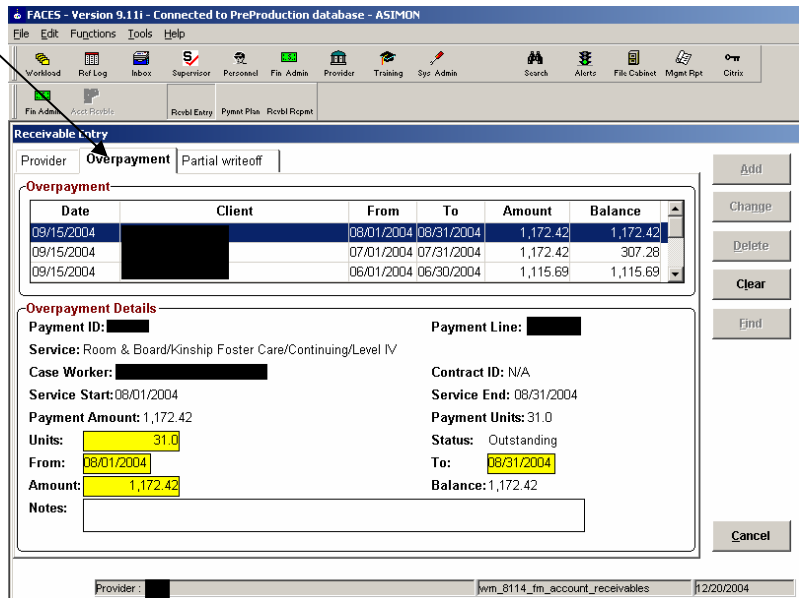 FACES - Version 9.11i - Connected to PreProduction database - ASIMON
File Edit Functions Tools Help
Workload Ref Log Inbox Supervisor Personnel Fin Admin Provider Training Sys Admin Search Alerts File Cabinet Mgmt Rpt Citrix
Fin Admin Acct Rcvble Rcvbl Entry Pymnt Plan Rcvbl Repmt
Receivable Entry
Provider Overpayment Partial writeoff
Add
Overpayment
Date Client From To Amount Balance
Change
09/15/2004 08/01/2004 08/31/2004 1,172.42 1,172.42
09/15/2004 07/01/2004 07/31/2004 1,172.42 307.28
Delete
09/15/2004 06/01/2004 06/30/2004 1,115.69 1,115.69
Clear
Overpayment Details
Payment ID: Payment Line:
Find
Service: Room & Board/Kinship Foster Care/Continuing/Level IV
Case Worker: Contract ID: N/A
Service Start: 08/01/2004 Service End: 08/31/2004
Payment Amount: 1,172.42 Payment Units: 31.0
Units: 31.0 Status: Outstanding
From: 08/01/2004 To: 08/31/2004
Amount: 1,172.42 Balance: 1,172.42
Notes:
Cancel
Provider : wm_8114_fm_account_receivables 12/20/2004